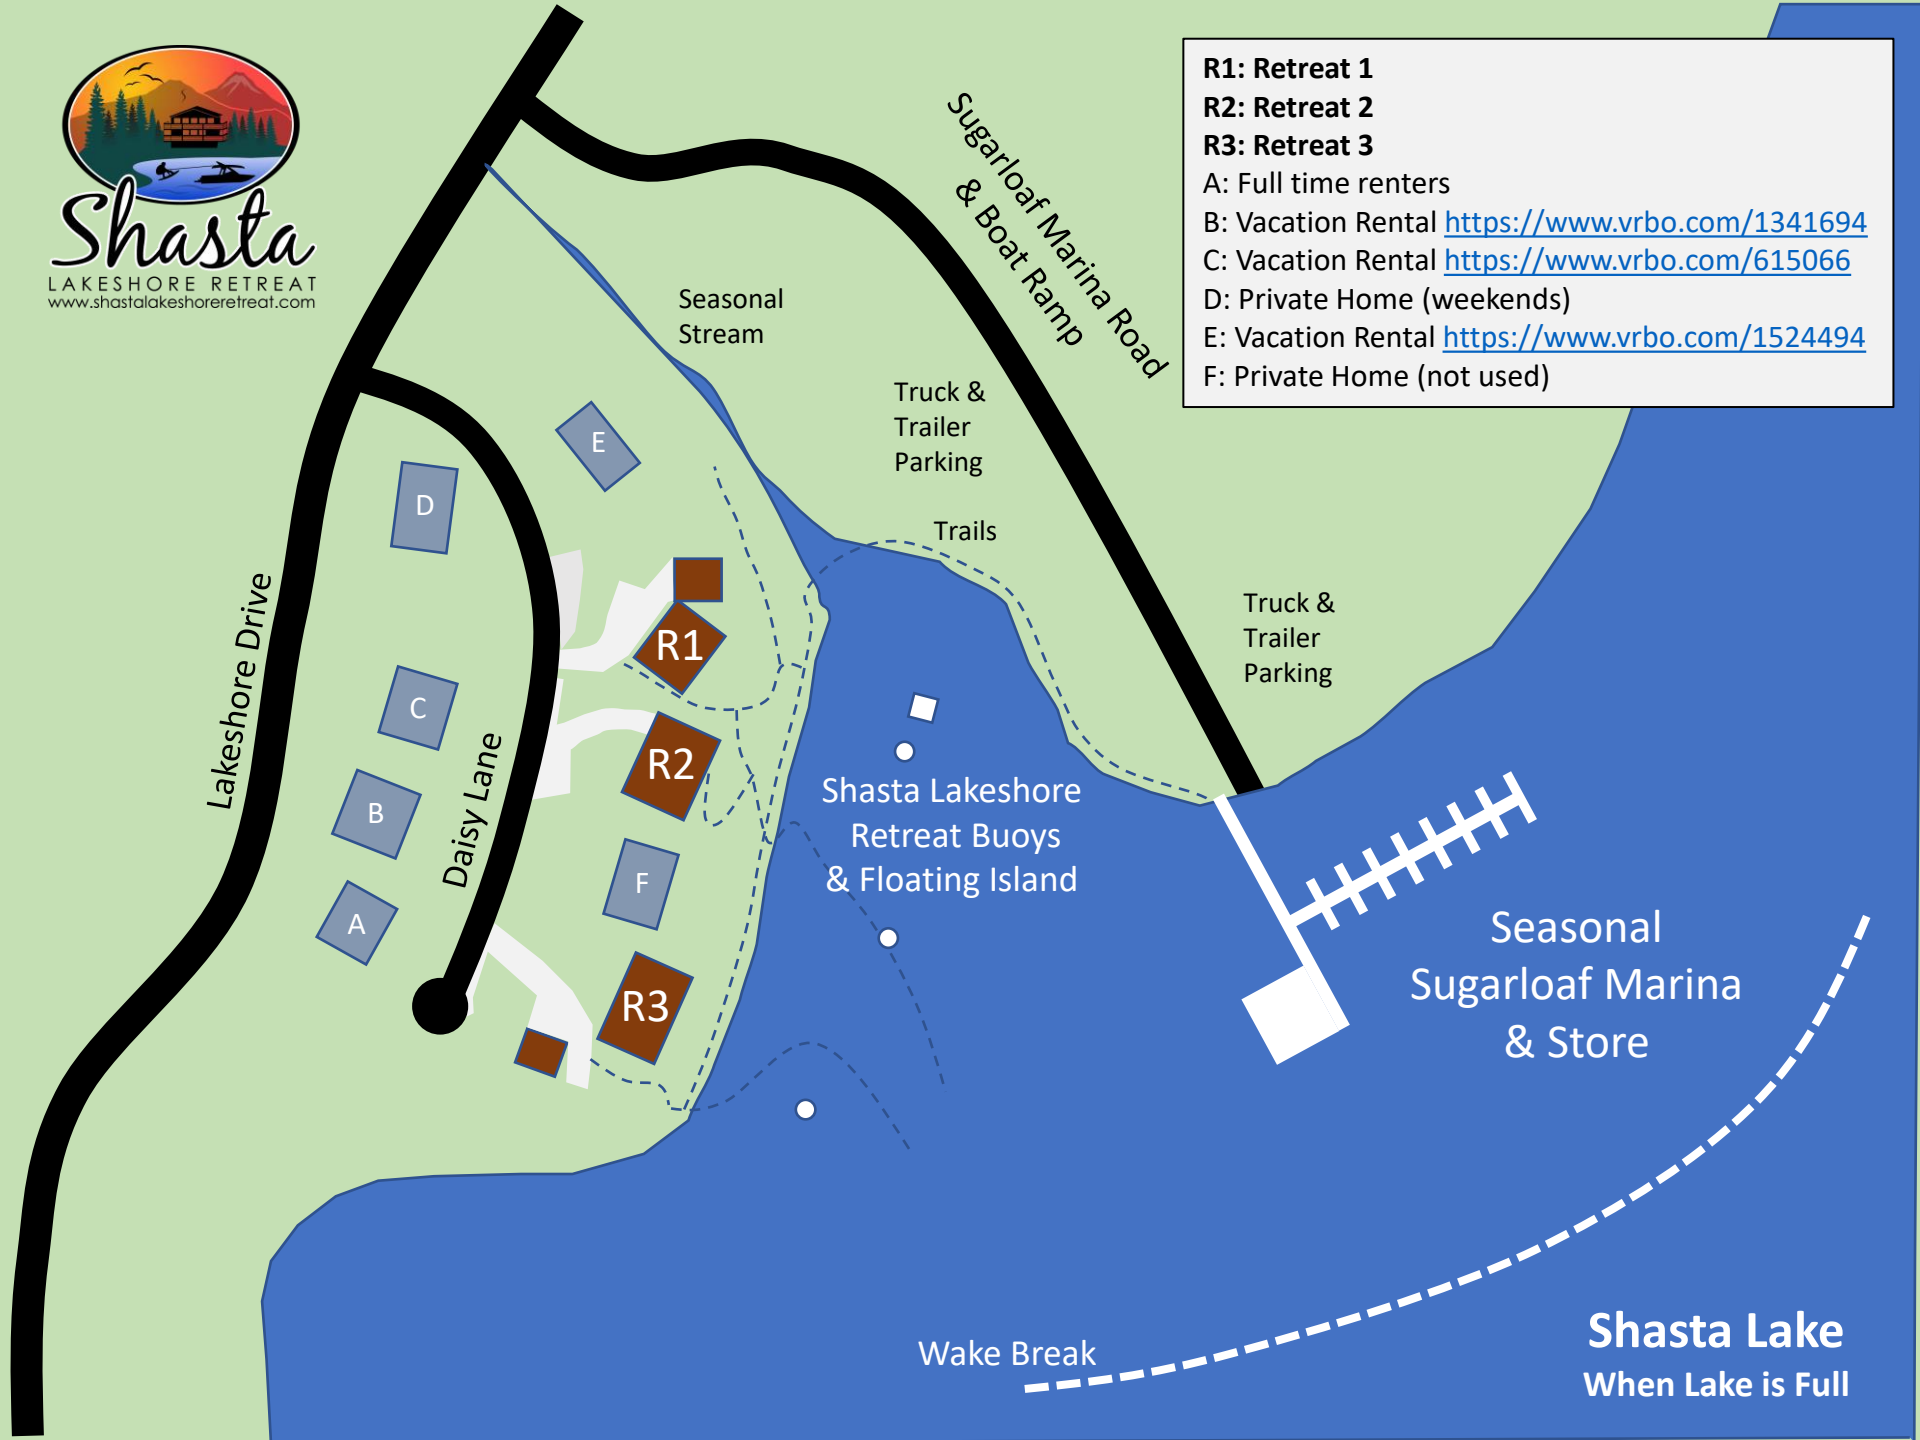 Shasta
LAKESHORE RETREAT
www.shastalakeshoreretreat.com
R1: Retreat 1
R2: Retreat 2
R3: Retreat 3
A: Full time renters
B: Vacation Rental https://www.vrbo.com/1341694
C: Vacation Rental https://www.vrbo.com/615066
D: Private Home (weekends)
E: Vacation Rental https://www.vrbo.com/1524494
F: Private Home (not used)
Sugarloaf Marina Road
& Boat Ramp
Seasonal
Stream
Truck &
Trailer
Parking
Trails
Truck &
Trailer
Parking
E
D
R1
C
R2
B
F
A
R3
Lakeshore Drive
Daisy Lane
Shasta Lakeshore
Retreat Buoys
& Floating Island
Seasonal
Sugarloaf Marina
& Store
Wake Break
Shasta Lake
When Lake is Full